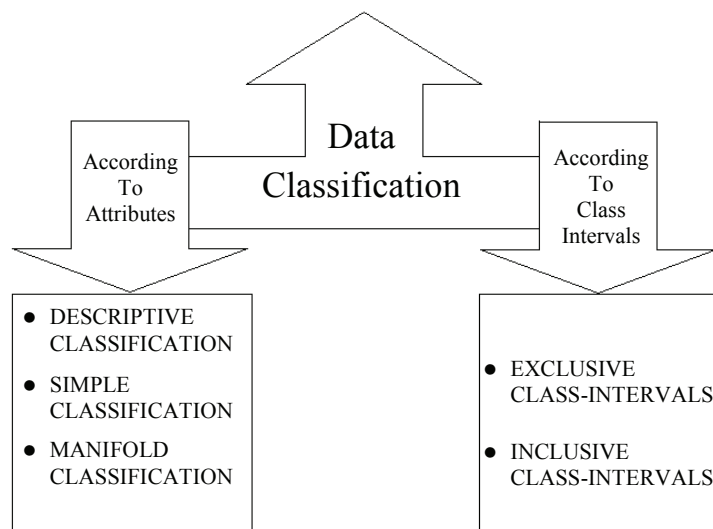 Data
Classification
According
To
Attributes
According
To
Class
Intervals
● DESCRIPTIVE
CLASSIFICATION
● SIMPLE
CLASSIFICATION
● MANIFOLD
CLASSIFICATION
● EXCLUSIVE
CLASS-INTERVALS
● INCLUSIVE
CLASS-INTERVALS